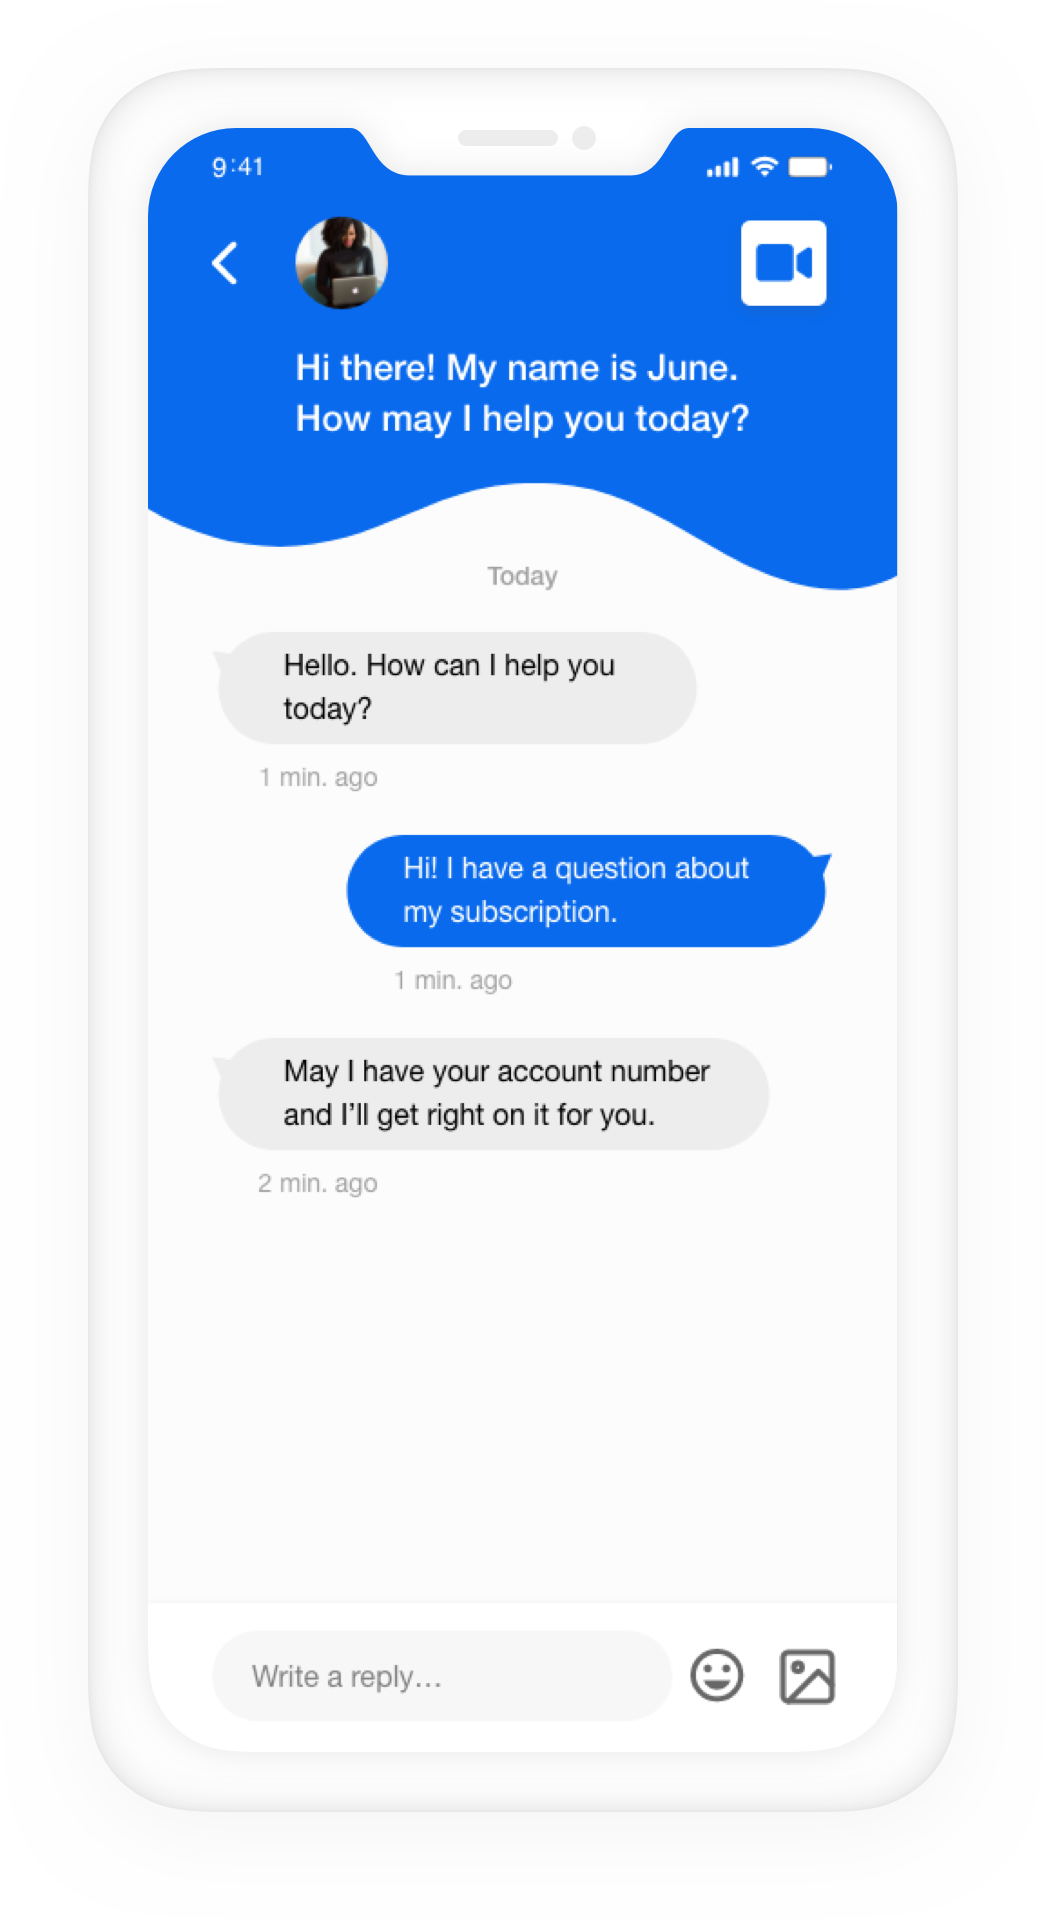 9:41
Hi there! My name is June.
How may I help you today?
Today
Hello. How can I help you
today?
1 min. ago
Hi! I have a question about
my subscription.
1 min. ago
May I have your account number
and I’ll get right on it for you.
2 min. ago
Write a reply...